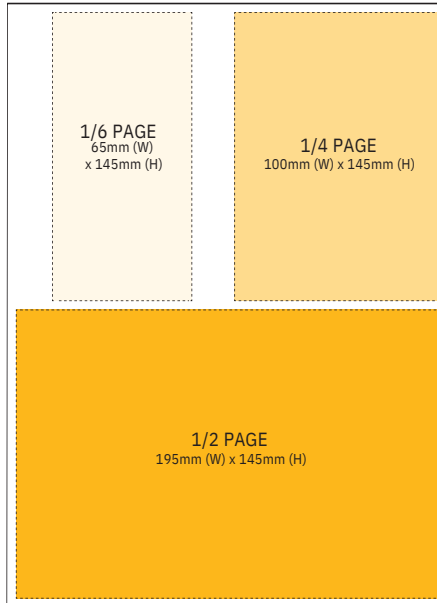 1/6 PAGE
65mm (W)
x 145mm (H)
1/4 PAGE
100mm (W) x 145mm (H)
1/2 PAGE
195mm (W) x 145mm (H)